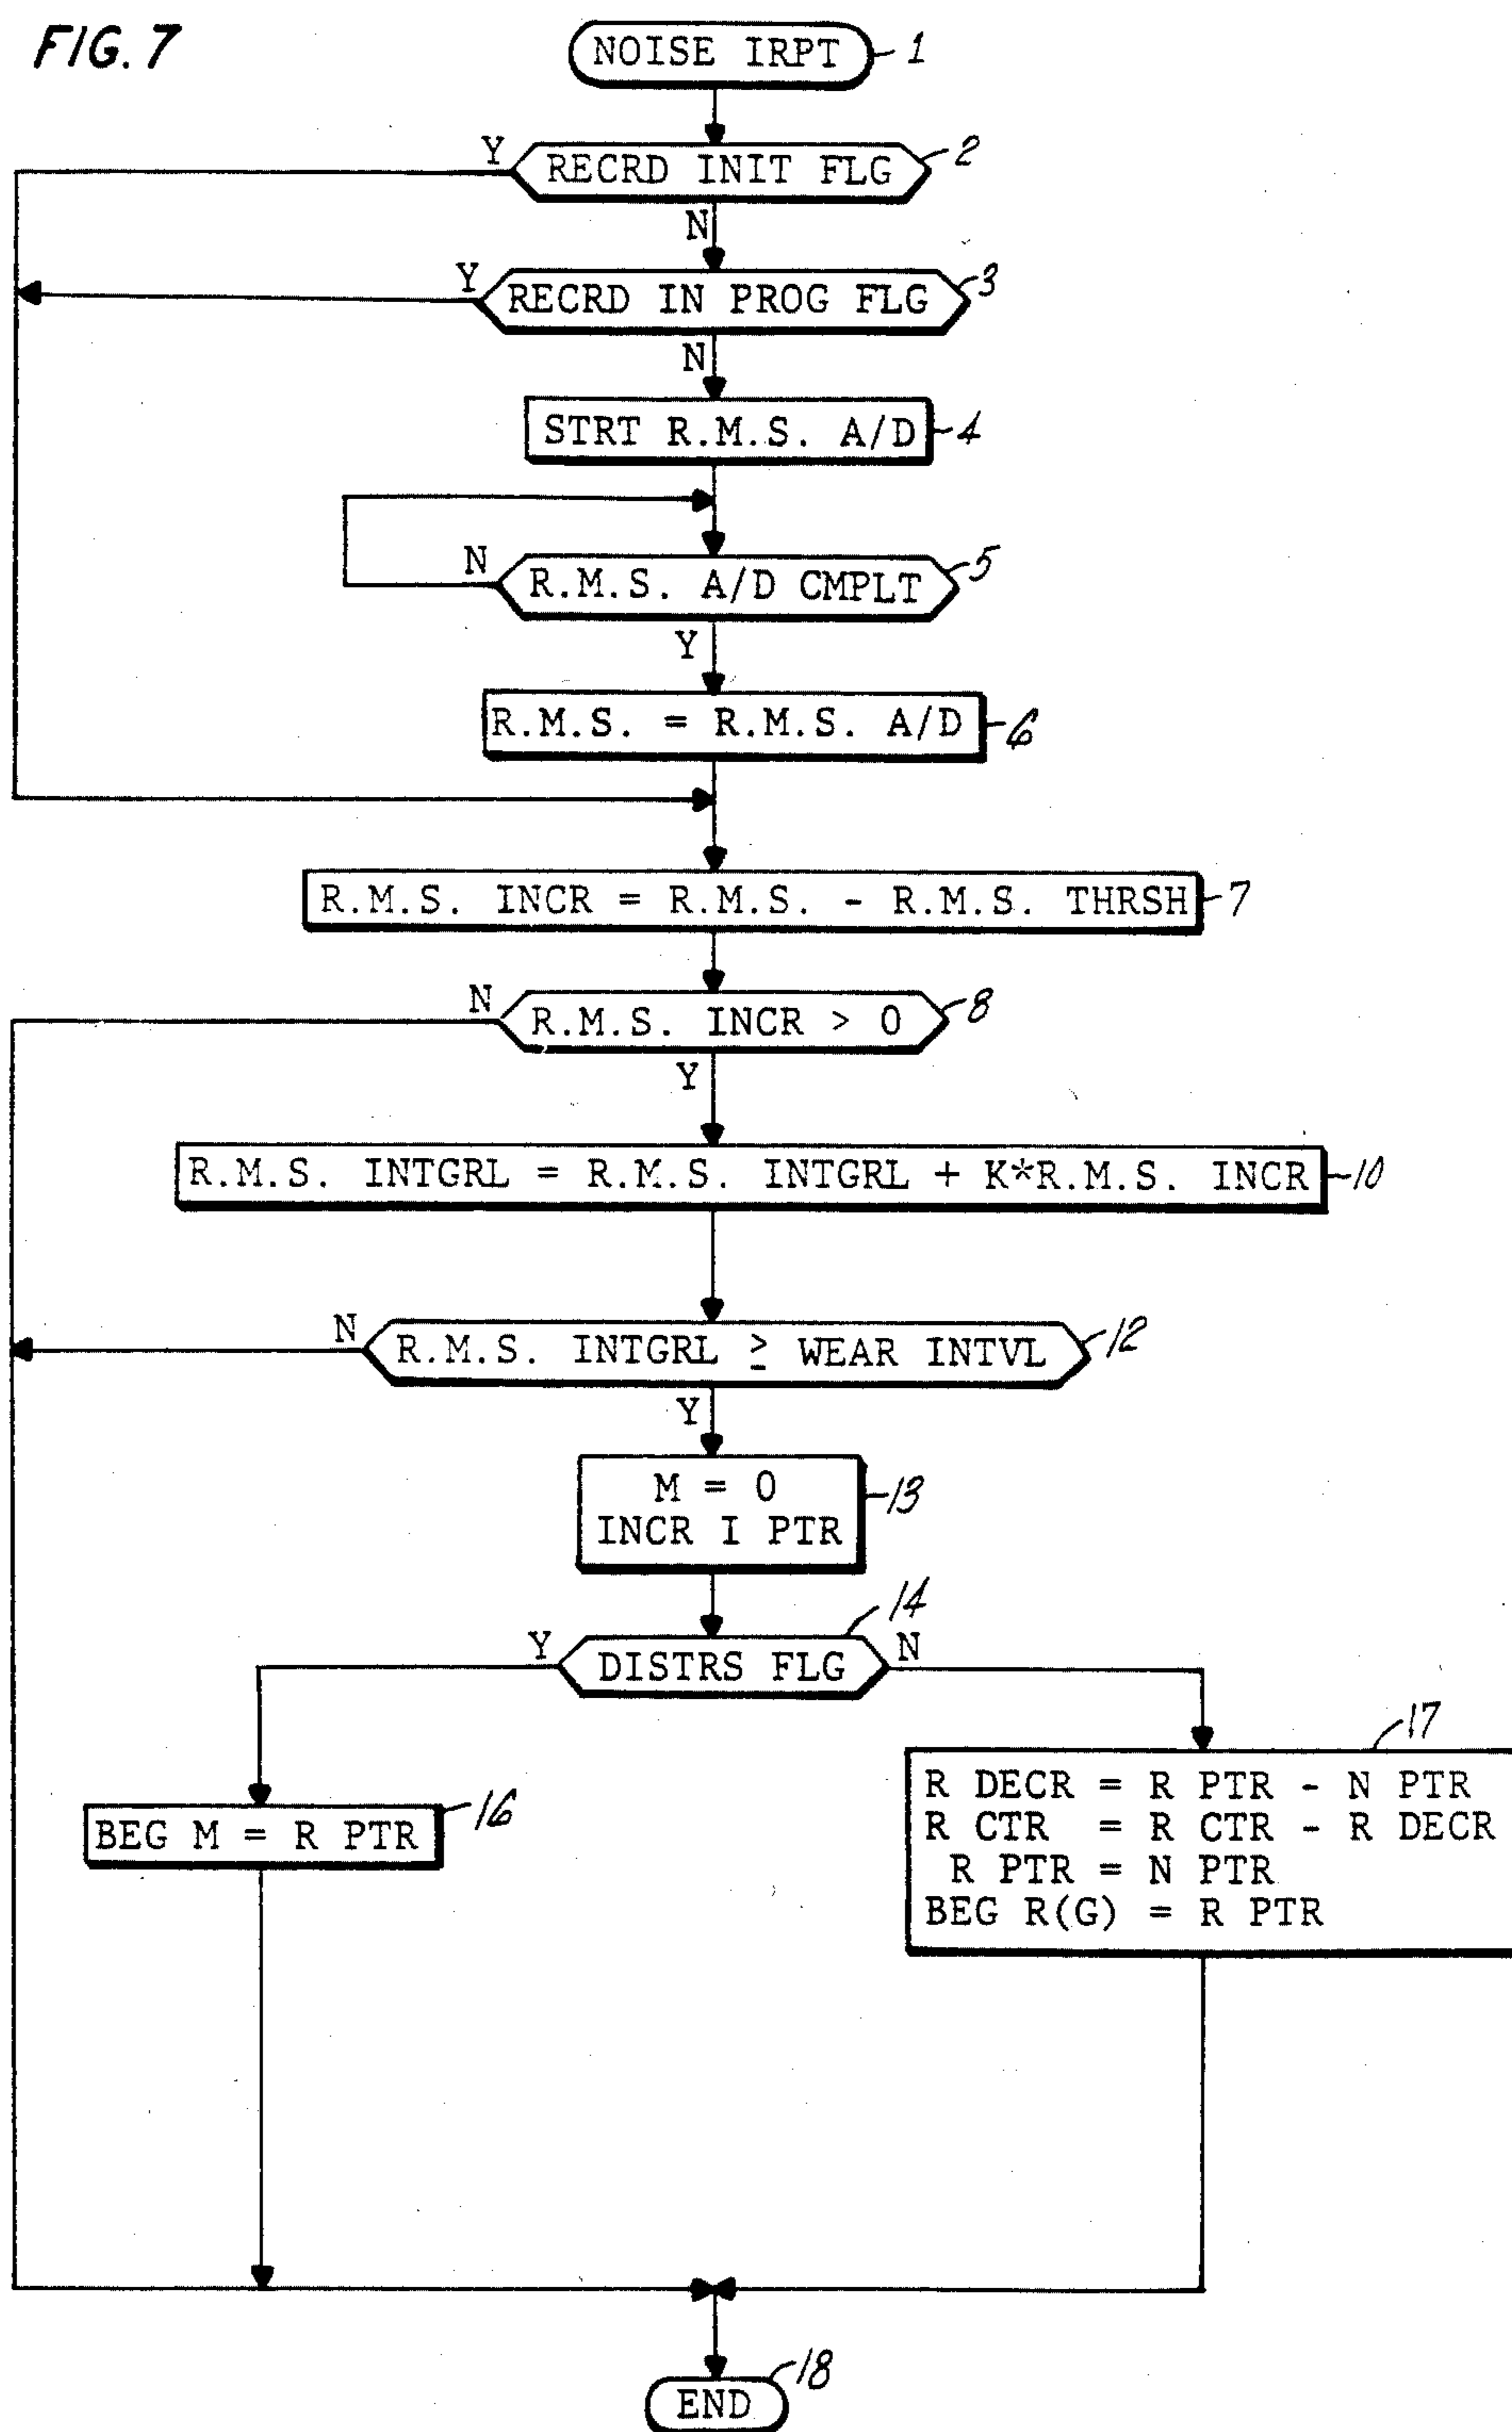 FIG. 7
NOISE IRPT 1
Y RECRD INIT FLG 2
N
Y RECRD IN PROG FLG 3
N
STRT R.M.S. A/D 4
N R.M.S. A/D CMPLT 5
Y
R.M.S. = R.M.S. A/D 6
R.M.S. INCR = R.M.S. - R.M.S. THRSH 7
N R.M.S. INCR > 0 8
Y
R.M.S. INTGRL = R.M.S. INTGRL + K*R.M.S. INCR 10
N R.M.S. INTGRL ≥ WEAR INTVL 12
Y
M = 0 13
INCR I PTR
14
Y DISTRS FLG N
17
R DECR = R PTR - N PTR
R CTR = R CTR - R DECR
R PTR = N PTR
BEG R(G) = R PTR
BEG M = R PTR 16
END 18